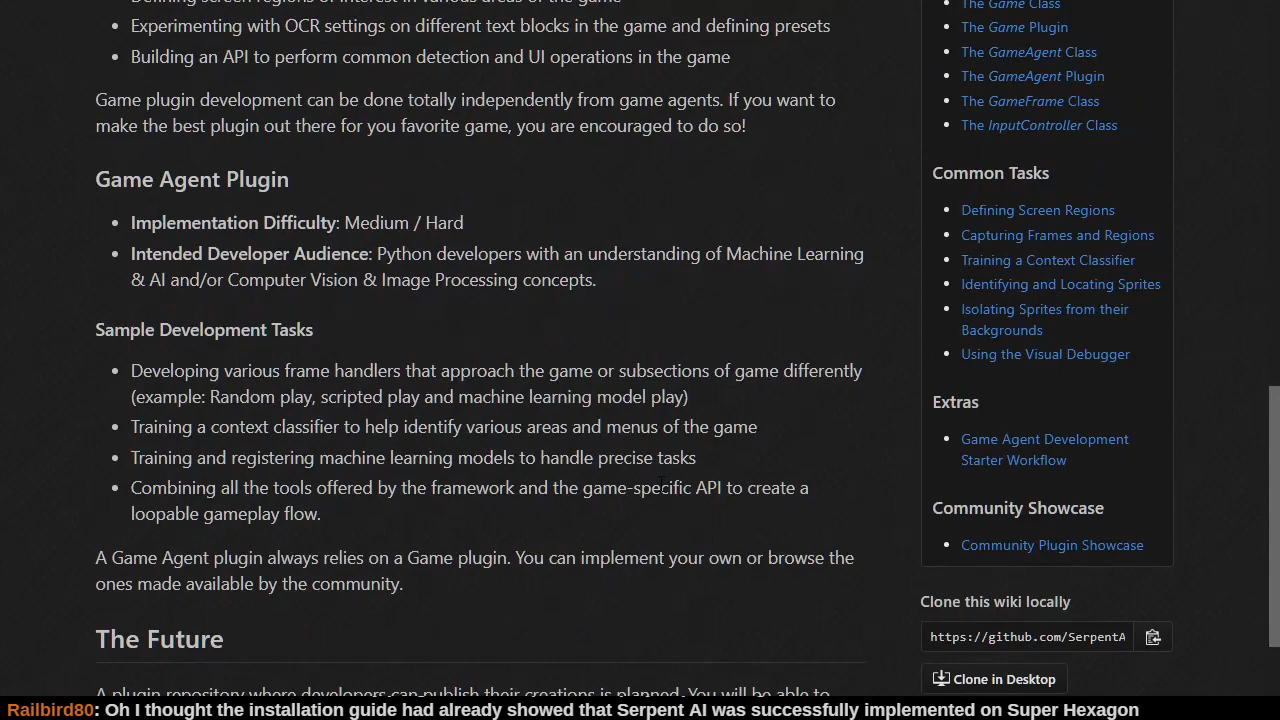 Defining screen regions of interest in various areas of the game
Experimenting with OCR settings on different text blocks in the game and defining presets
Building an API to perform common detection and UI operations in the game
Game plugin development can be done totally independently from game agents. If you want to
make the best plugin out there for you favorite game, you are encouraged to do so!
Game Agent Plugin
Implementation Difficulty: Medium / Hard
Intended Developer Audience: Python developers with an understanding of Machine Learning
& AI and/or Computer Vision & Image Processing concepts.
Sample Development Tasks
Developing various frame handlers that approach the game or subsections of game differently
(example: Random play, scripted play and machine learning model play)
Training a context classifier to help identify various areas and menus of the game
Training and registering machine learning models to handle precise tasks
Combining all the tools offered by the framework and the game-specific API to create a
loopable gameplay flow.
A Game Agent plugin always relies on a Game plugin. You can implement your own or browse the
ones made available by the community.
The Future
A plugin repository where developers can publish their creations is planned. You will be able to
The Game Class
The Game Plugin
The GameAgent Class
The GameAgent Plugin
The GameFrame Class
The InputController Class
Common Tasks
Defining Screen Regions
Capturing Frames and Regions
Training a Context Classifier
Identifying and Locating Sprites
Isolating Sprites from their
Backgrounds
Using the Visual Debugger
Extras
Game Agent Development
Starter Workflow
Community Showcase
Community Plugin Showcase
Clone this wiki locally
https://github.com/SerpentA
Clone in Desktop
Railbird80: Oh I thought the installation guide had already showed that Serpent AI was successfully implemented on Super Hexagon